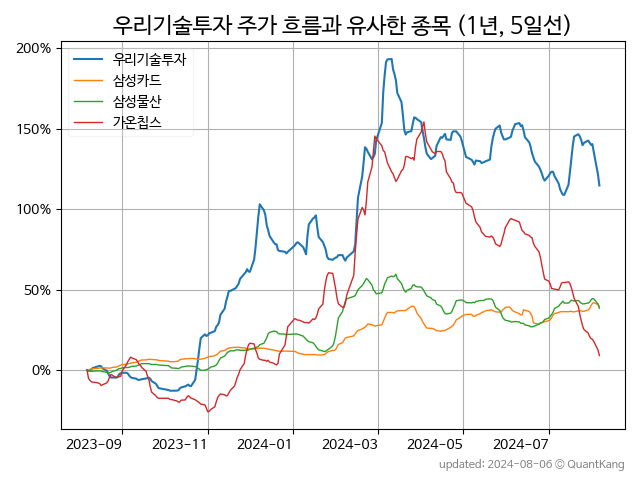 우리기술투자 주가 흐름과 유사한 종목 (1년, 5일선)
200%
150%
100%
50%
0%
우리기술투자
삼성카드
삼성물산
가온칩스
2023-09 2023-11 2024-01 2024-03 2024-05 2024-07
updated: 2024-08-06 © QuantKang